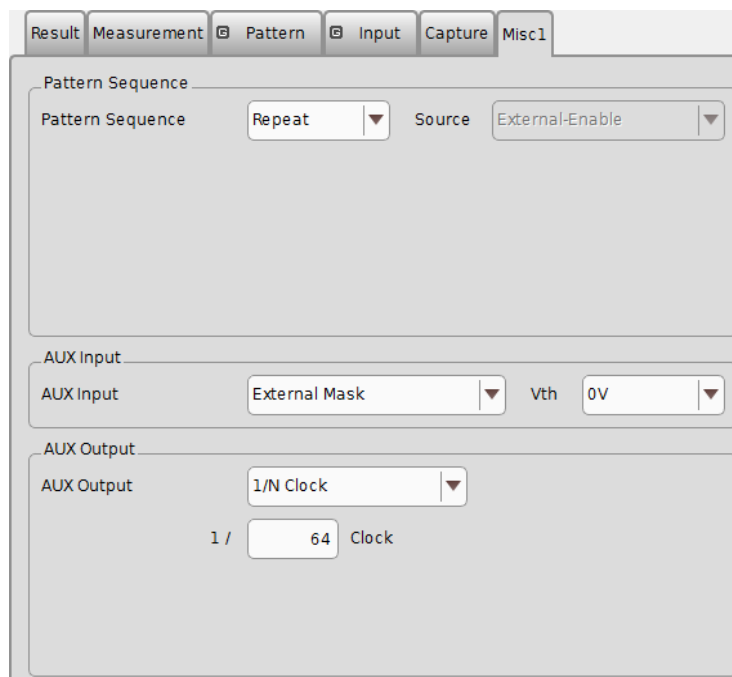 Result Measurement G Pattern G Input Capture Misc1
Pattern Sequence
Pattern Sequence Repeat Source External-Enable
AUX Input
AUX Input External Mask Vth 0V
AUX Output
AUX Output 1/N Clock
1 / 64 Clock